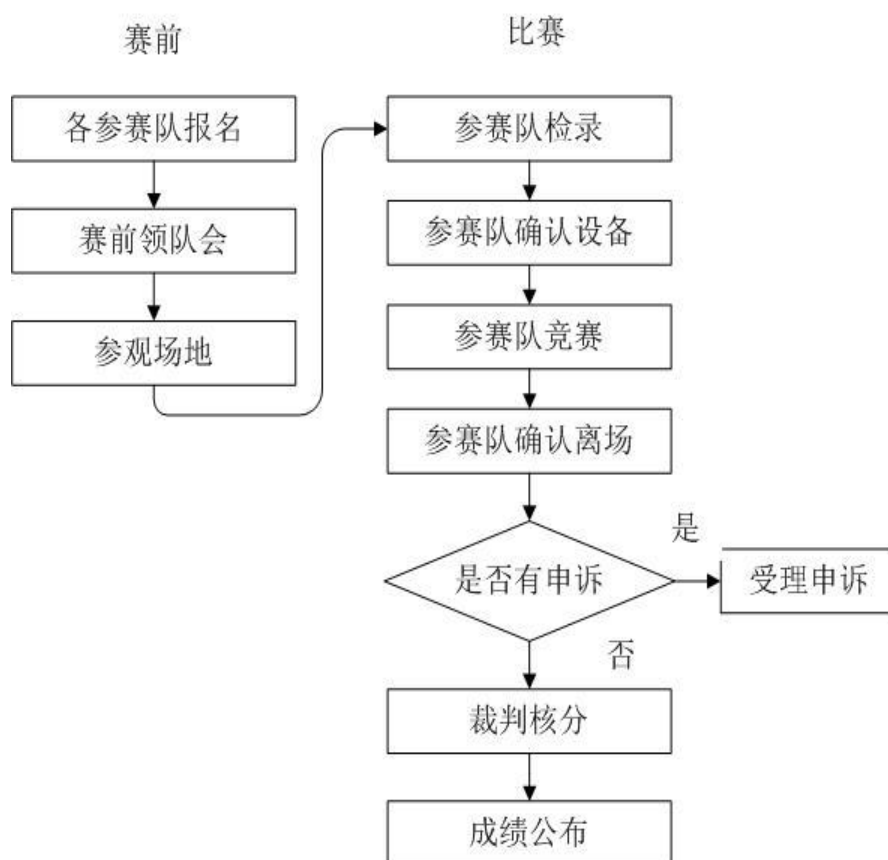 赛前
各参赛队报名
赛前领队会
参观场地
比赛
参赛队检录
参赛队确认设备
参赛队竞赛
参赛队确认离场
是否有申诉
是
受理申诉
否
裁判核分
成绩公布